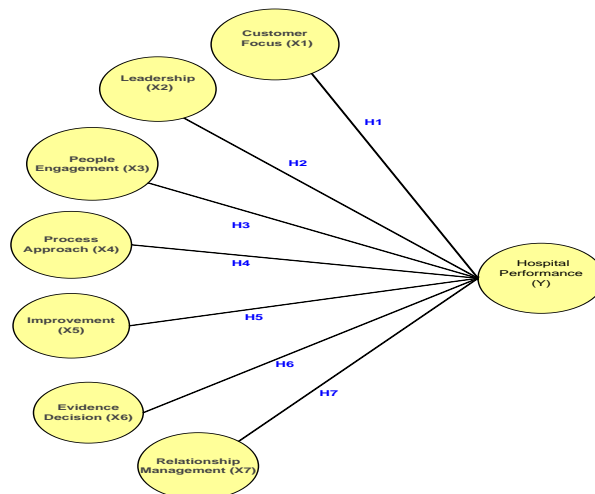 Customer
Focus (X1)
Leadership
(X2)
H1
People
Engagement (X3)
H2
H3
Process
Approach (X4)
H4
Hospital
Performance
(Y)
Improvement
(X5)
H5
H6
Evidence
Decision (X6)
H7
Relationship
Management (X7)